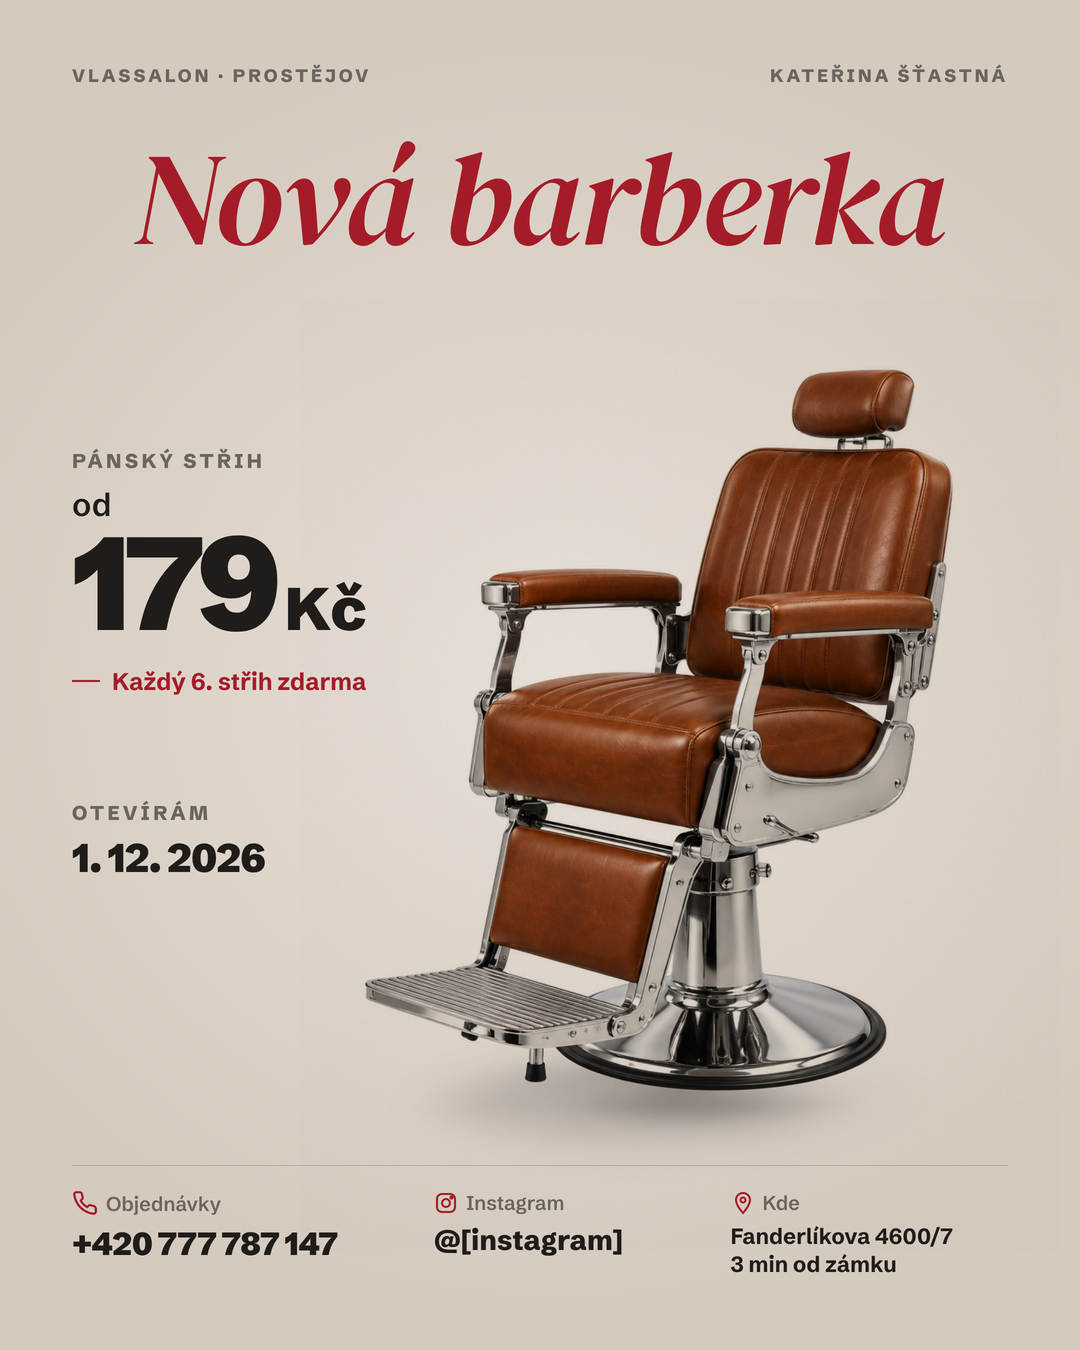 VLASSALON · PROSTĚJOV
KATEŘINA ŠŤASTNÁ
Nová barberka
PÁNSKÝ STŘIH
od
179 Kč
— Každý 6. střih zdarma
OTEVÍRÁM
1. 12. 2026
Objednávky
+420 777 787 147
Instagram
@[instagram]
Kde
Fanderlíkova 4600/7
3 min od zámku